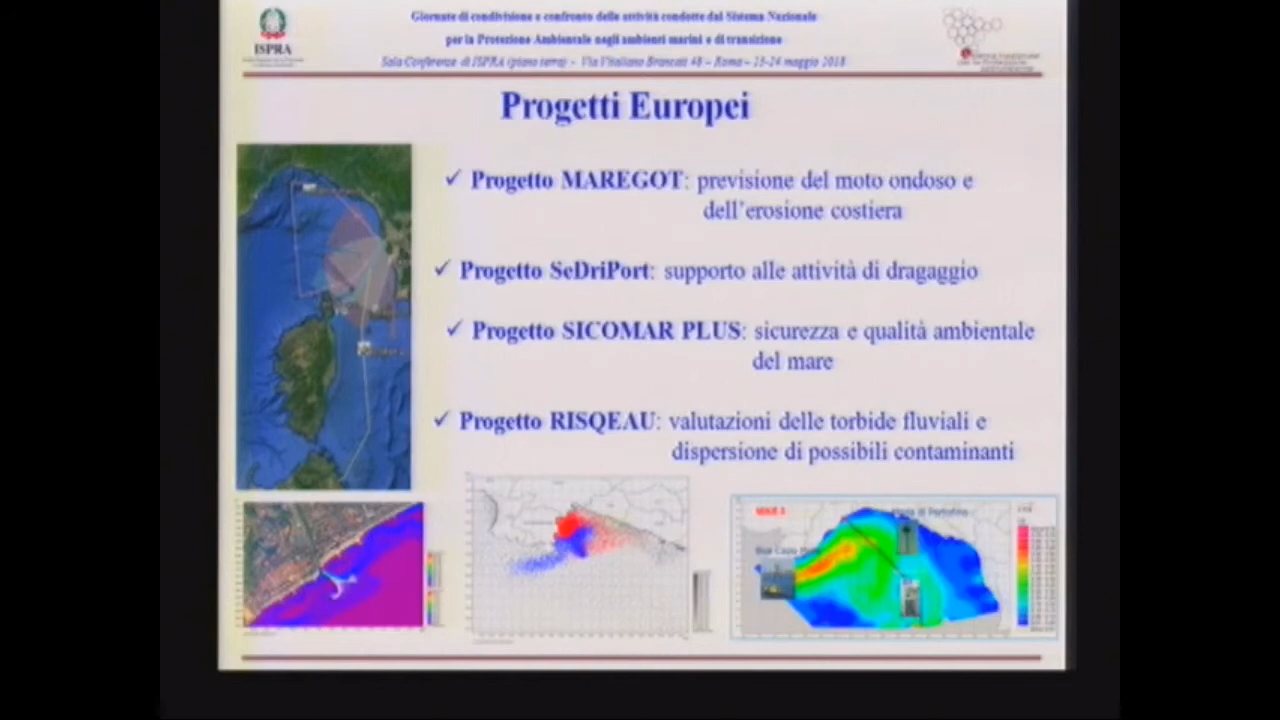 Giornate di condivisione e confronto delle attività condotte dal Sistema Nazionale
per la Protezione Ambientale negli ambienti marini e di transizione
ISPRA
Sala Conferenze di ISPRA (piano terra) - Via Vitaliano Brancati 48 – Roma – 23-24 maggio 2018
Progetti Europei
✓ Progetto MAREGOT: previsione del moto ondoso e
dell'erosione costiera
✓ Progetto SeDriPort: supporto alle attività di dragaggio
✓ Progetto SICOMAR PLUS: sicurezza e qualità ambientale
del mare
✓ Progetto RISQEAU: valutazioni delle torbide fluviali e
dispersione di possibili contaminanti